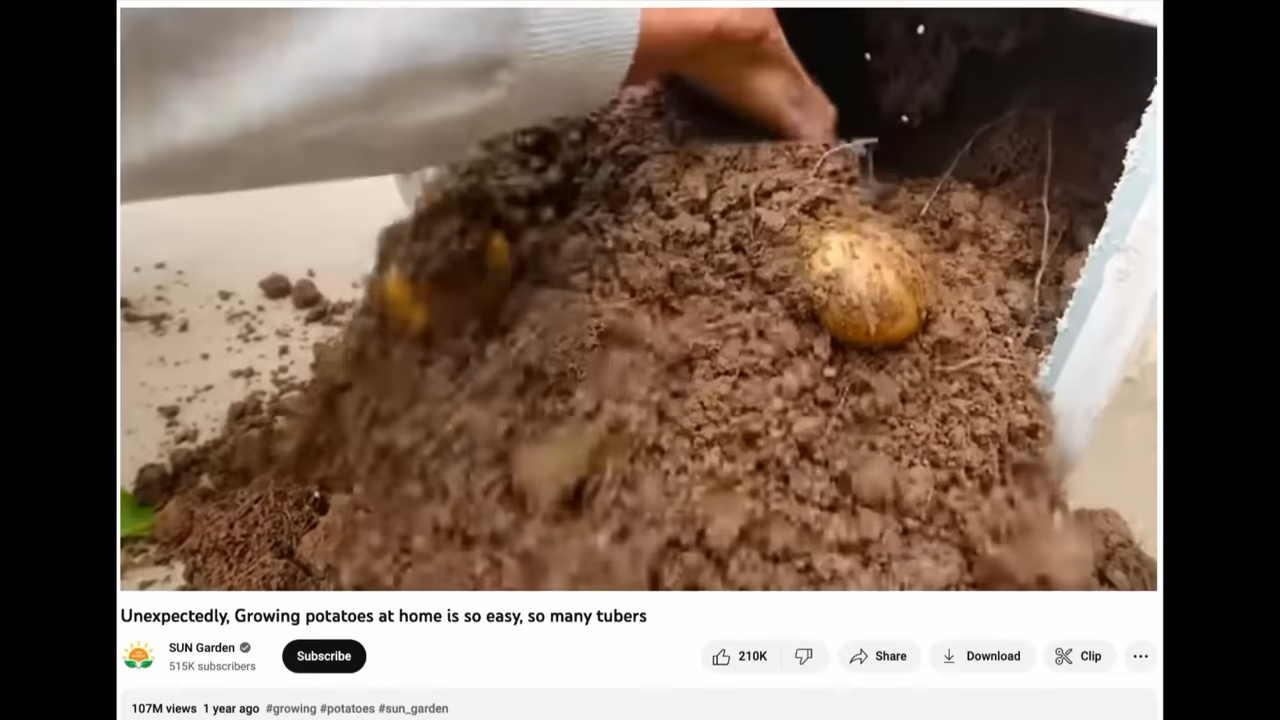 Unexpectedly, Growing potatoes at home is so easy, so many tubers
SUN Garden
515K subscribers
Subscribe
210K
Share
Download
Clip
107M views 1 year ago #growing #potatoes #sun_garden